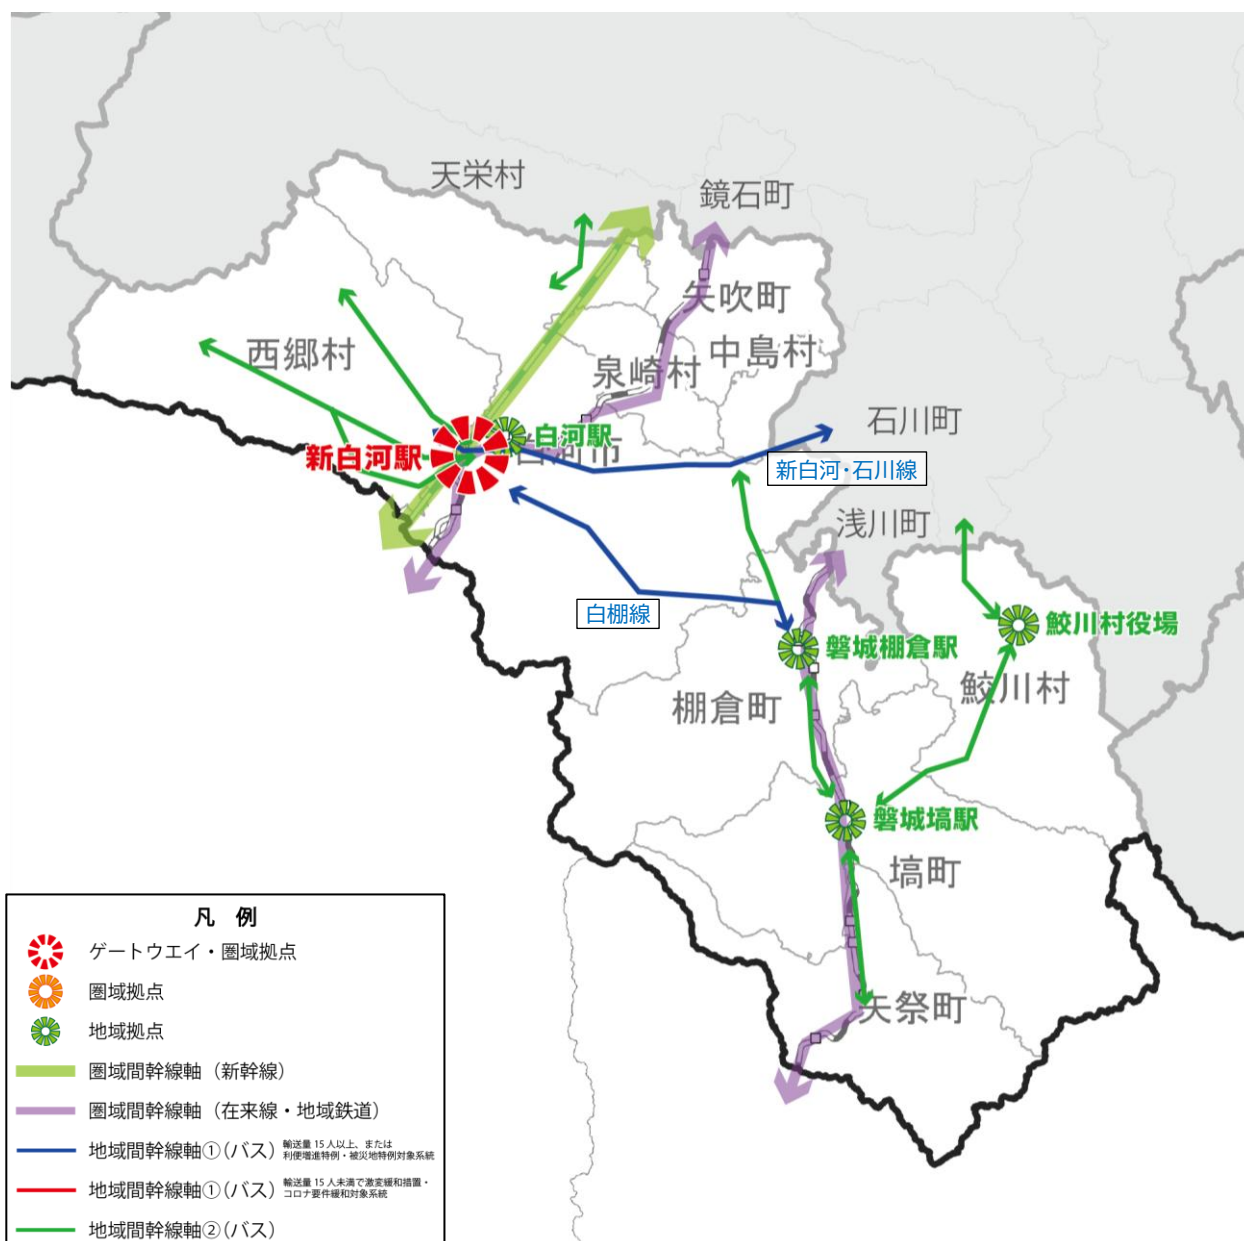 天栄村
鏡石町
矢吹町
中島村
泉崎村
西郷村
石川町
白河駅
白河市
新白河駅
新白河・石川線
浅川町
白棚線
鮫川村役場
磐城棚倉駅
鮫川村
棚倉町
磐城塙駅
塙町
矢祭町
凡 例
ゲートウエイ・圏域拠点
圏域拠点
地域拠点
圏域間幹線軸（新幹線）
圏域間幹線軸（在来線・地域鉄道）
地域間幹線軸①（バス） 輸送量 15 人以上、または
利便増進特例・被災地特例対象系統
地域間幹線軸①（バス） 輸送量 15 人未満で激変緩和措置・
コロナ要件緩和対象系統
地域間幹線軸②（バス）